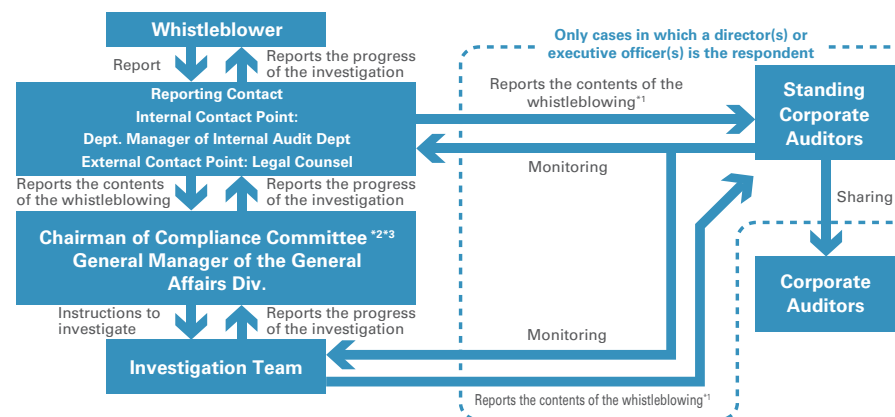 Whistleblower
Only cases in which a director(s) or
executive officer(s) is the respondent
Report
Reports the progress
of the investigation
Reporting Contact
Internal Contact Point:
Dept. Manager of Internal Audit Dept
External Contact Point: Legal Counsel
Reports the contents of the
whistleblowing*1
Standing
Corporate
Auditors
Monitoring
Reports the contents
of the whistleblowing
Reports the progress
of the investigation
Sharing
Chairman of Compliance Committee *2*3
General Manager of the General
Affairs Div.
Corporate
Auditors
Instructions to
investigate
Reports the progress
of the investigation
Monitoring
Investigation Team
Reports the contents of the whistleblowing*1